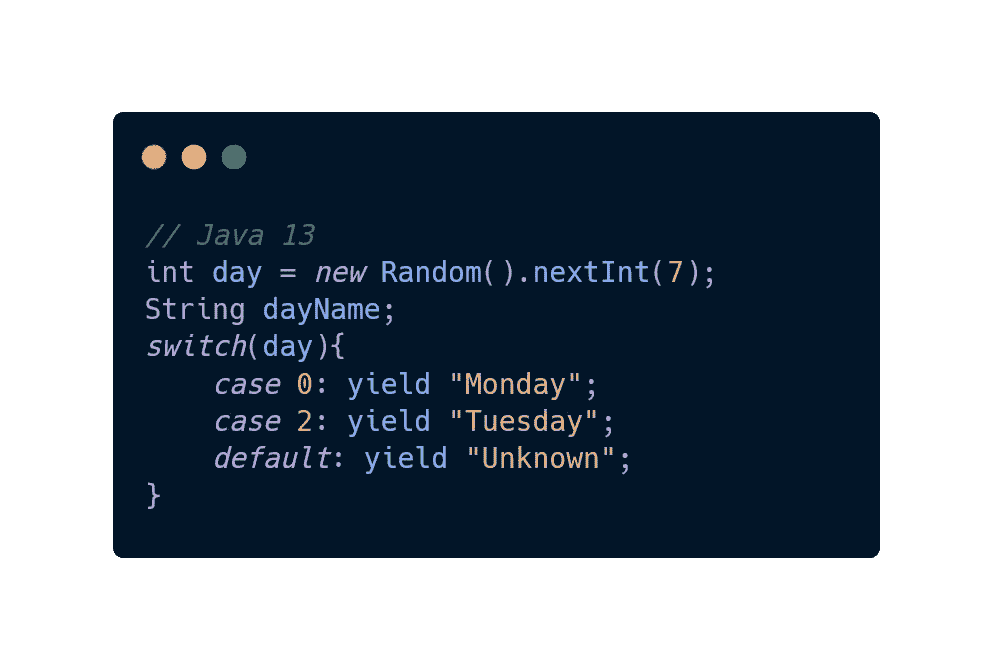 // Java 13
int day = new Random().nextInt(7);
String dayName;
switch(day){
    case 0: yield "Monday";
    case 2: yield "Tuesday";
    default: yield "Unknown";
}